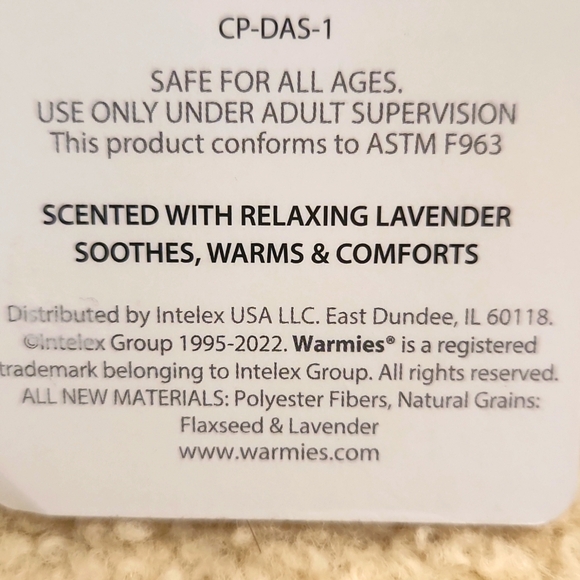 CP-DAS-1
SAFE FOR ALL AGES.
USE ONLY UNDER ADULT SUPERVISION
This product conforms to ASTM F963
SCENTED WITH RELAXING LAVENDER
SOOTHES, WARMS & COMFORTS
Distributed by Intelex USA LLC. East Dundee, IL 60118.
©Intelex Group 1995-2022. Warmies® is a registered
trademark belonging to Intelex Group. All rights reserved.
ALL NEW MATERIALS: Polyester Fibers, Natural Grains:
Flaxseed & Lavender
www.warmies.com